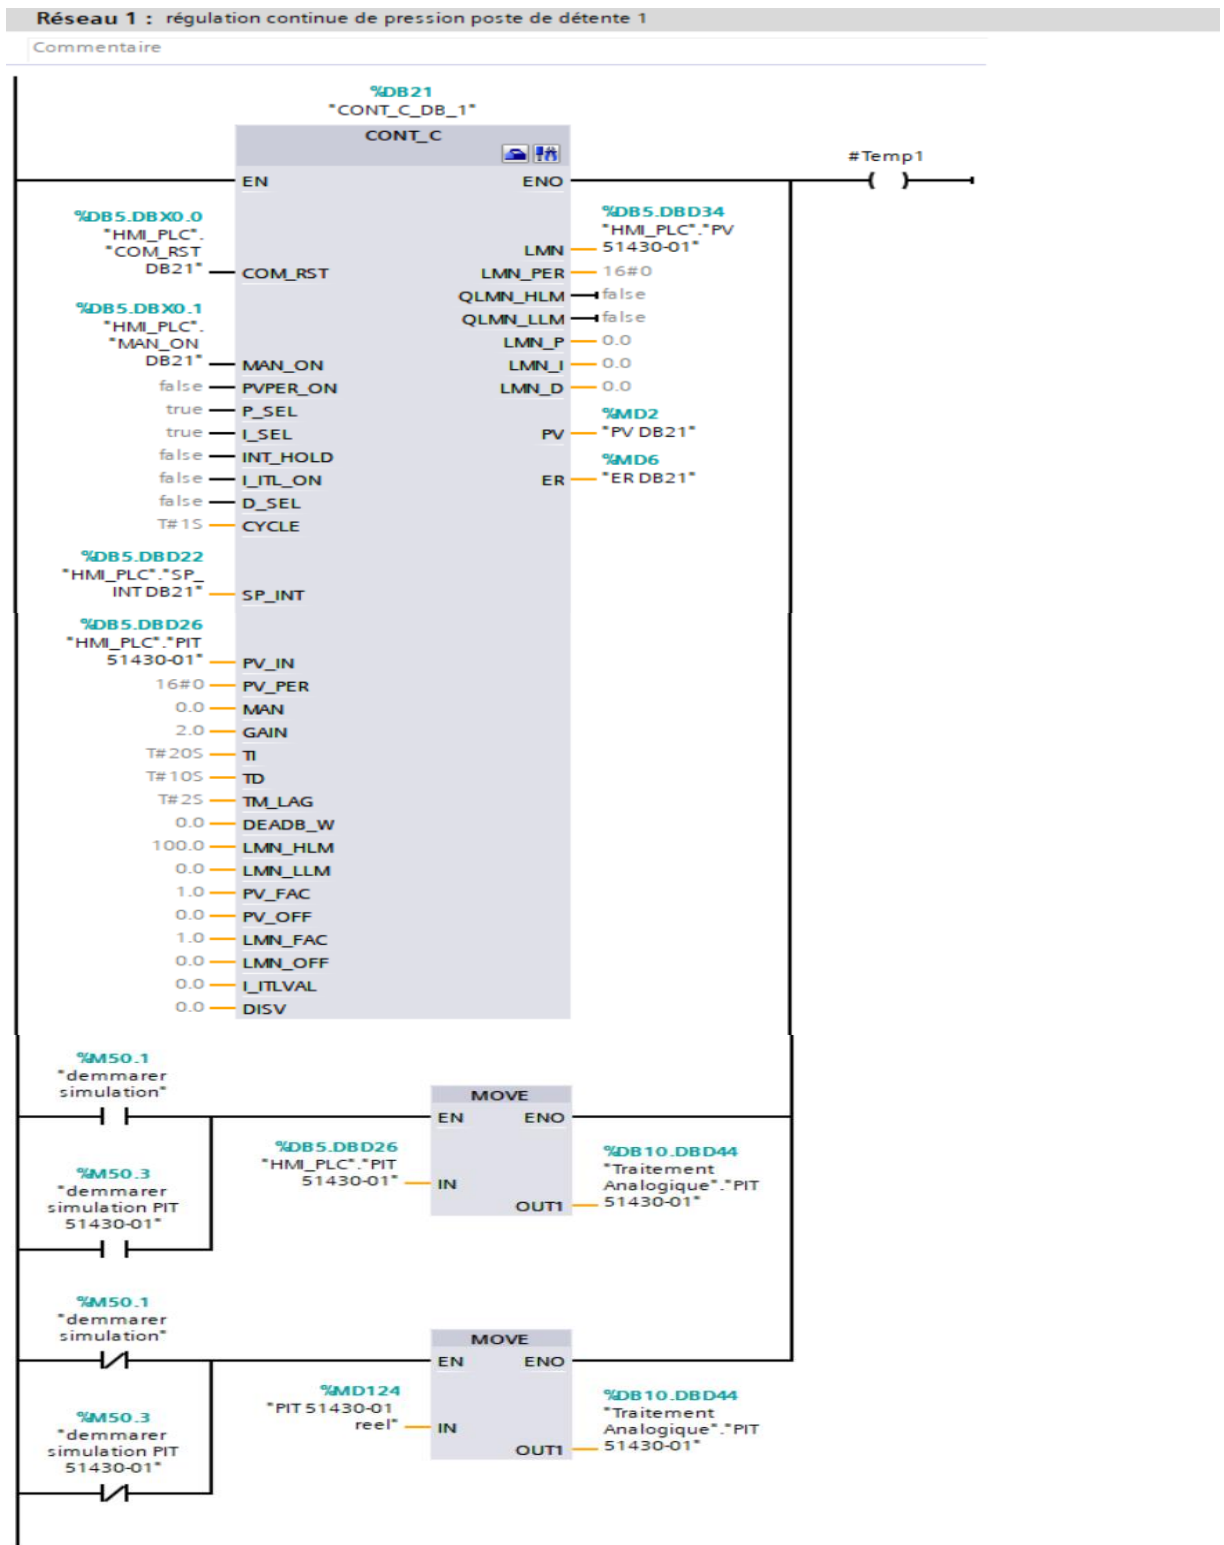 Réseau 1 : régulation continue de pression poste de détente 1
Commentaire
%DB21
"CONT_C_DB_1"
CONT_C
#Temp1
EN
ENO
%DB5.DBX0.0
"HMI_PLC".
"COM_RST
DB21"
COM_RST
%DB5.DBX0.1
"HMI_PLC".
"MAN_ON
DB21"
MAN_ON
false
PVPER_ON
true
P_SEL
true
I_SEL
false
INT_HOLD
false
I_ITL_ON
false
D_SEL
T#1S
CYCLE
%DB5.DBD22
"HMI_PLC"."SP_
INT DB21"
SP_INT
%DB5.DBD26
"HMI_PLC"."PIT
51430-01"
PV_IN
16#0
PV_PER
0.0
MAN
2.0
GAIN
T#20S
TI
T#10S
TD
T#2S
TM_LAG
0.0
DEADB_W
100.0
LMN_HLM
0.0
LMN_LLM
1.0
PV_FAC
0.0
PV_OFF
1.0
LMN_FAC
0.0
LMN_OFF
0.0
I_ITLVAL
0.0
DISV
%DB5.DBD34
"HMI_PLC"."PV
51430-01"
LMN
LMN_PER
16#0
QLMN_HLM
false
QLMN_LLM
false
LMN_P
0.0
LMN_I
0.0
LMN_D
0.0
%MD2
PV
"PV DB21"
%MD6
ER
"ER DB21"
%M50.1
"demmarer
simulation"
%M50.3
"demmarer
simulation PIT
51430-01"
MOVE
EN
ENO
%DB5.DBD26
"HMI_PLC"."PIT
51430-01"
IN
OUT1
%DB10.DBD44
"Traitement
Analogique"."PIT
51430-01"
%M50.1
"demmarer
simulation"
%M50.3
"demmarer
simulation PIT
51430-01"
MOVE
EN
ENO
%MD124
"PIT 51430-01
reel"
IN
OUT1
%DB10.DBD44
"Traitement
Analogique"."PIT
51430-01"